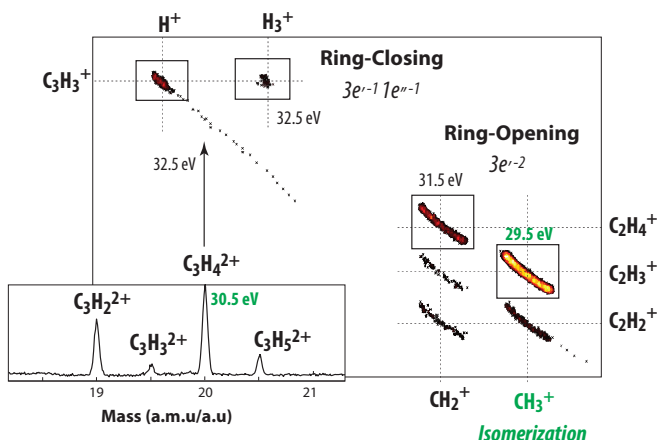 H⁺ H₃⁺
C₃H₃⁺
Ring-Closing
3e′⁻¹ 1e″⁻¹
32.5 eV
32.5 eV
Ring-Opening
3e′⁻²
31.5 eV
C₂H₄⁺
29.5 eV
C₂H₃⁺
C₂H₂⁺
C₃H₄²⁺
30.5 eV
C₃H₂²⁺
C₃H₃²⁺
C₃H₅²⁺
19 20 21
Mass (a.m.u/a.u)
CH₂⁺ CH₃⁺
Isomerization